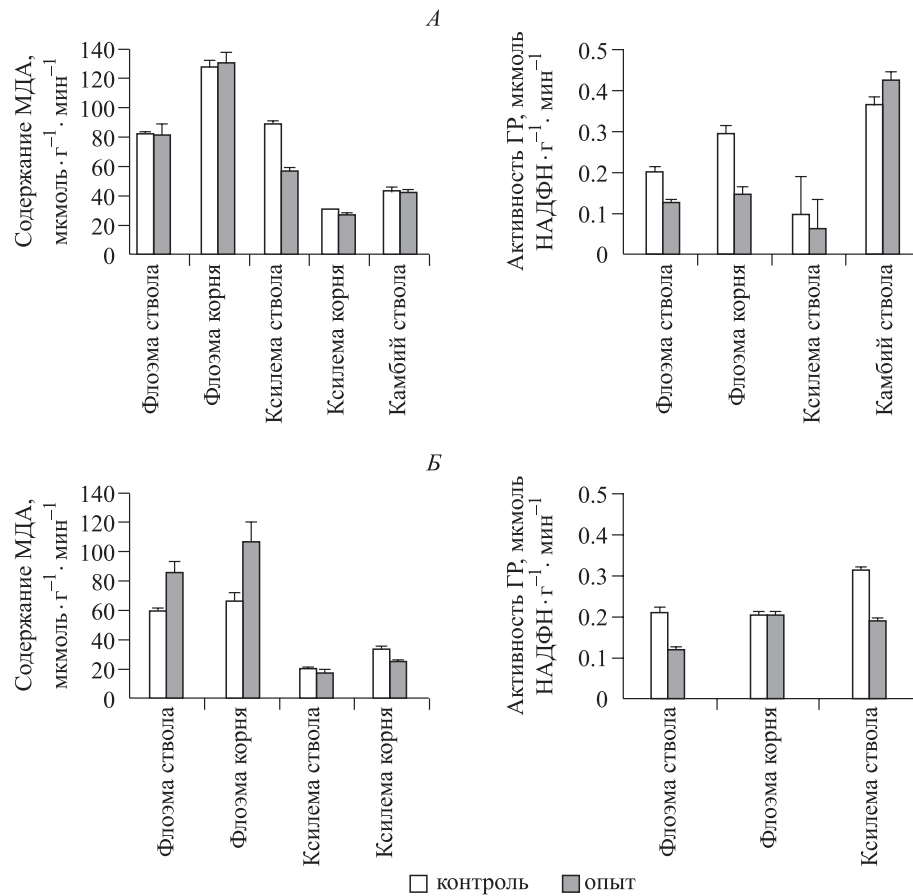 А
Содержание МДА,
мкмоль · г⁻¹ · мин⁻¹
140
120
100
80
60
40
20
0
Флоэма ствола
Флоэма корня
Ксилема ствола
Ксилема корня
Камбий ствола
Активность ГР, мкмоль
НАДФН · г⁻¹ · мин⁻¹
0.5
0.4
0.3
0.2
0.1
0
Флоэма ствола
Флоэма корня
Ксилема ствола
Камбий ствола
Б
Содержание МДА,
мкмоль · г⁻¹ · мин⁻¹
140
120
100
80
60
40
20
0
Флоэма ствола
Флоэма корня
Ксилема ствола
Ксилема корня
Активность ГР, мкмоль
НАДФН · г⁻¹ · мин⁻¹
0.5
0.4
0.3
0.2
0.1
0
Флоэма ствола
Флоэма корня
Ксилема ствола
контроль опыт